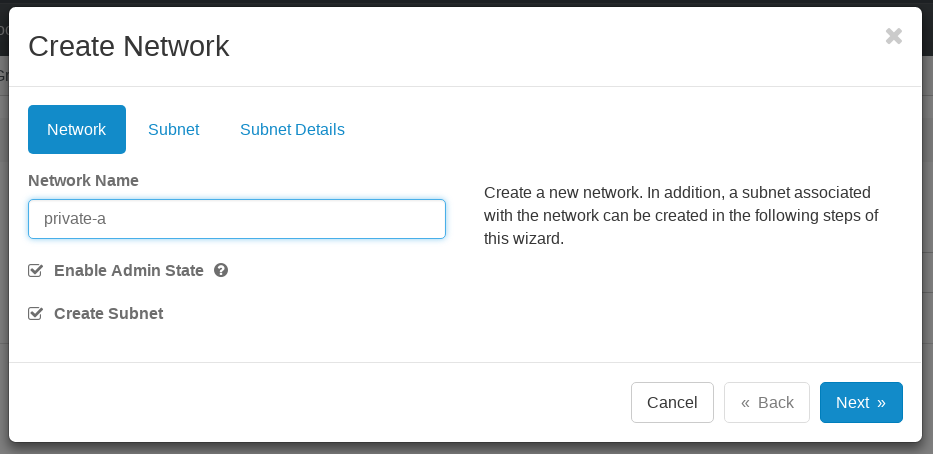 Create Network
Network Subnet Subnet Details
Network Name
private-a
Enable Admin State
Create Subnet
Create a new network. In addition, a subnet associated
with the network can be created in the following steps of
this wizard.
Cancel « Back Next »